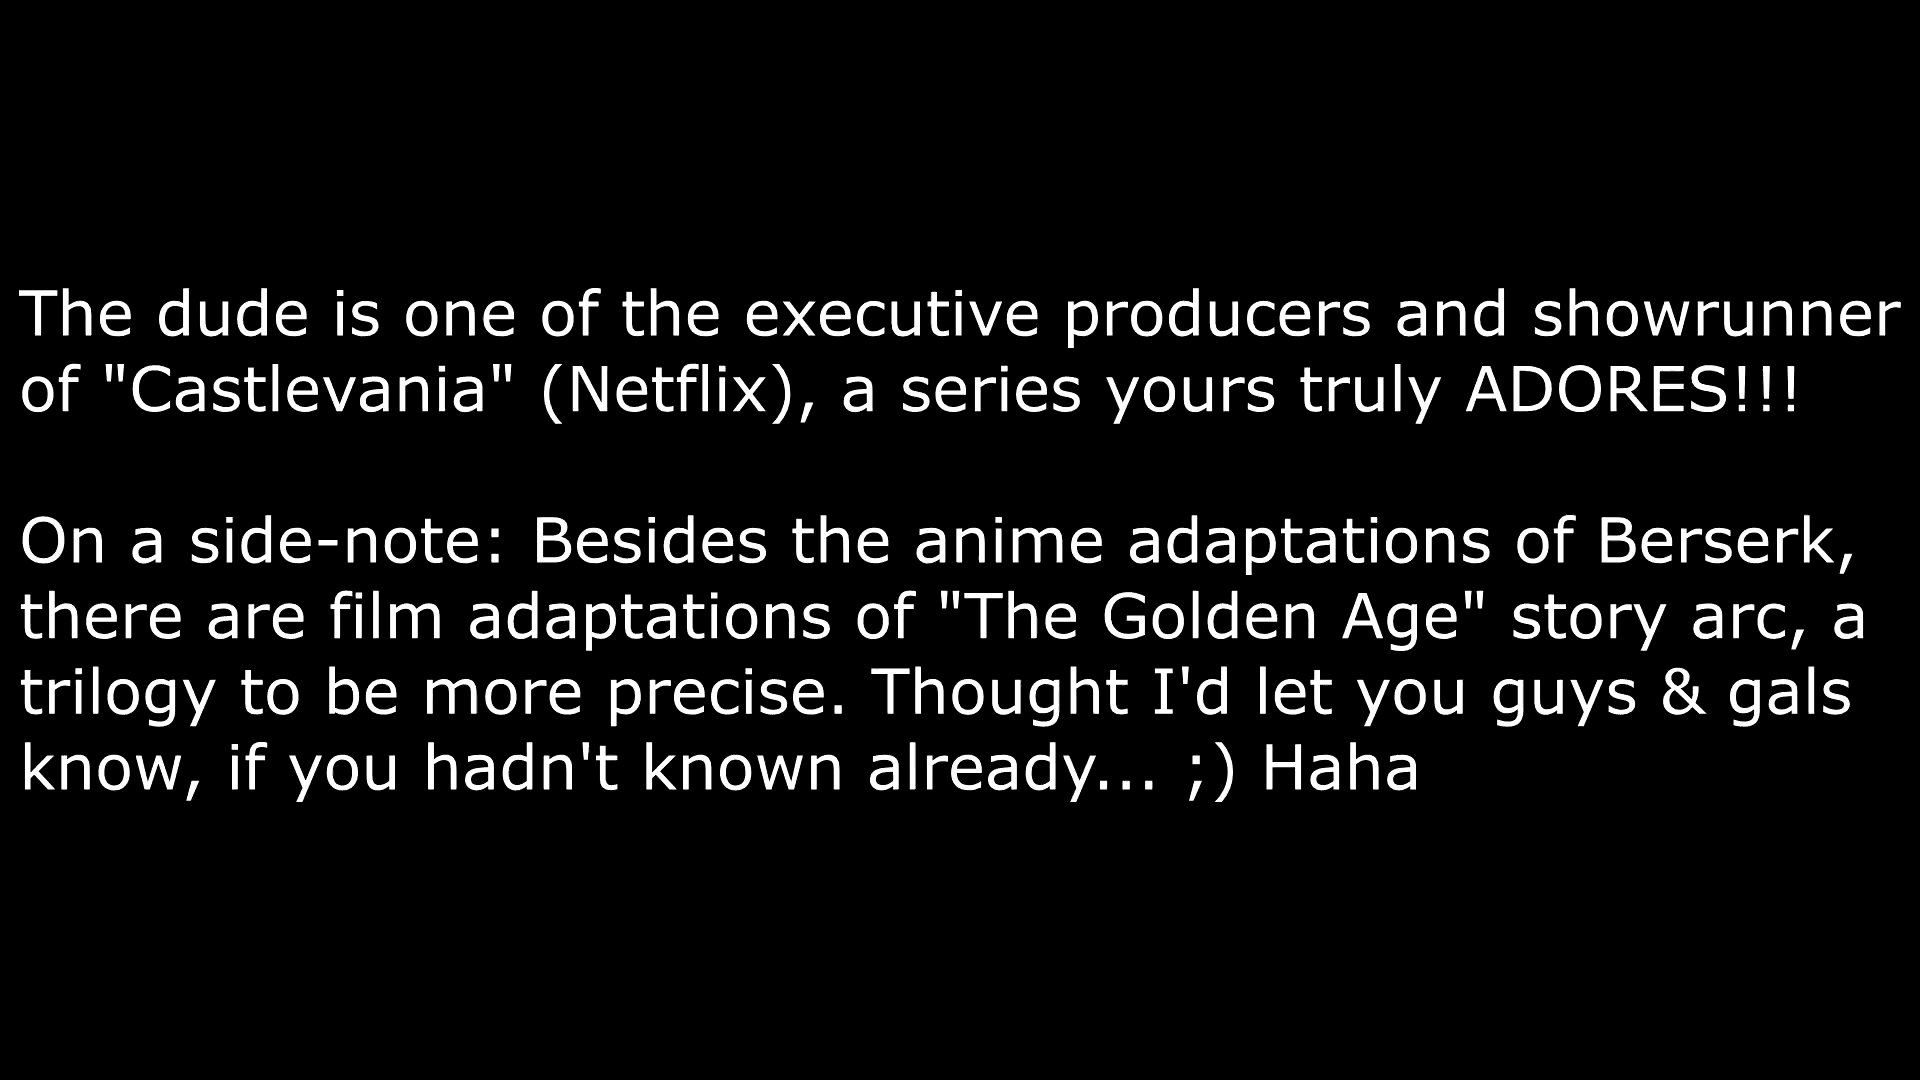 The dude is one of the executive producers and showrunner
of "Castlevania" (Netflix), a series yours truly ADORES!!!
On a side-note: Besides the anime adaptations of Berserk,
there are film adaptations of "The Golden Age" story arc, a
trilogy to be more precise. Thought I'd let you guys & gals
know, if you hadn't known already... ;) Haha